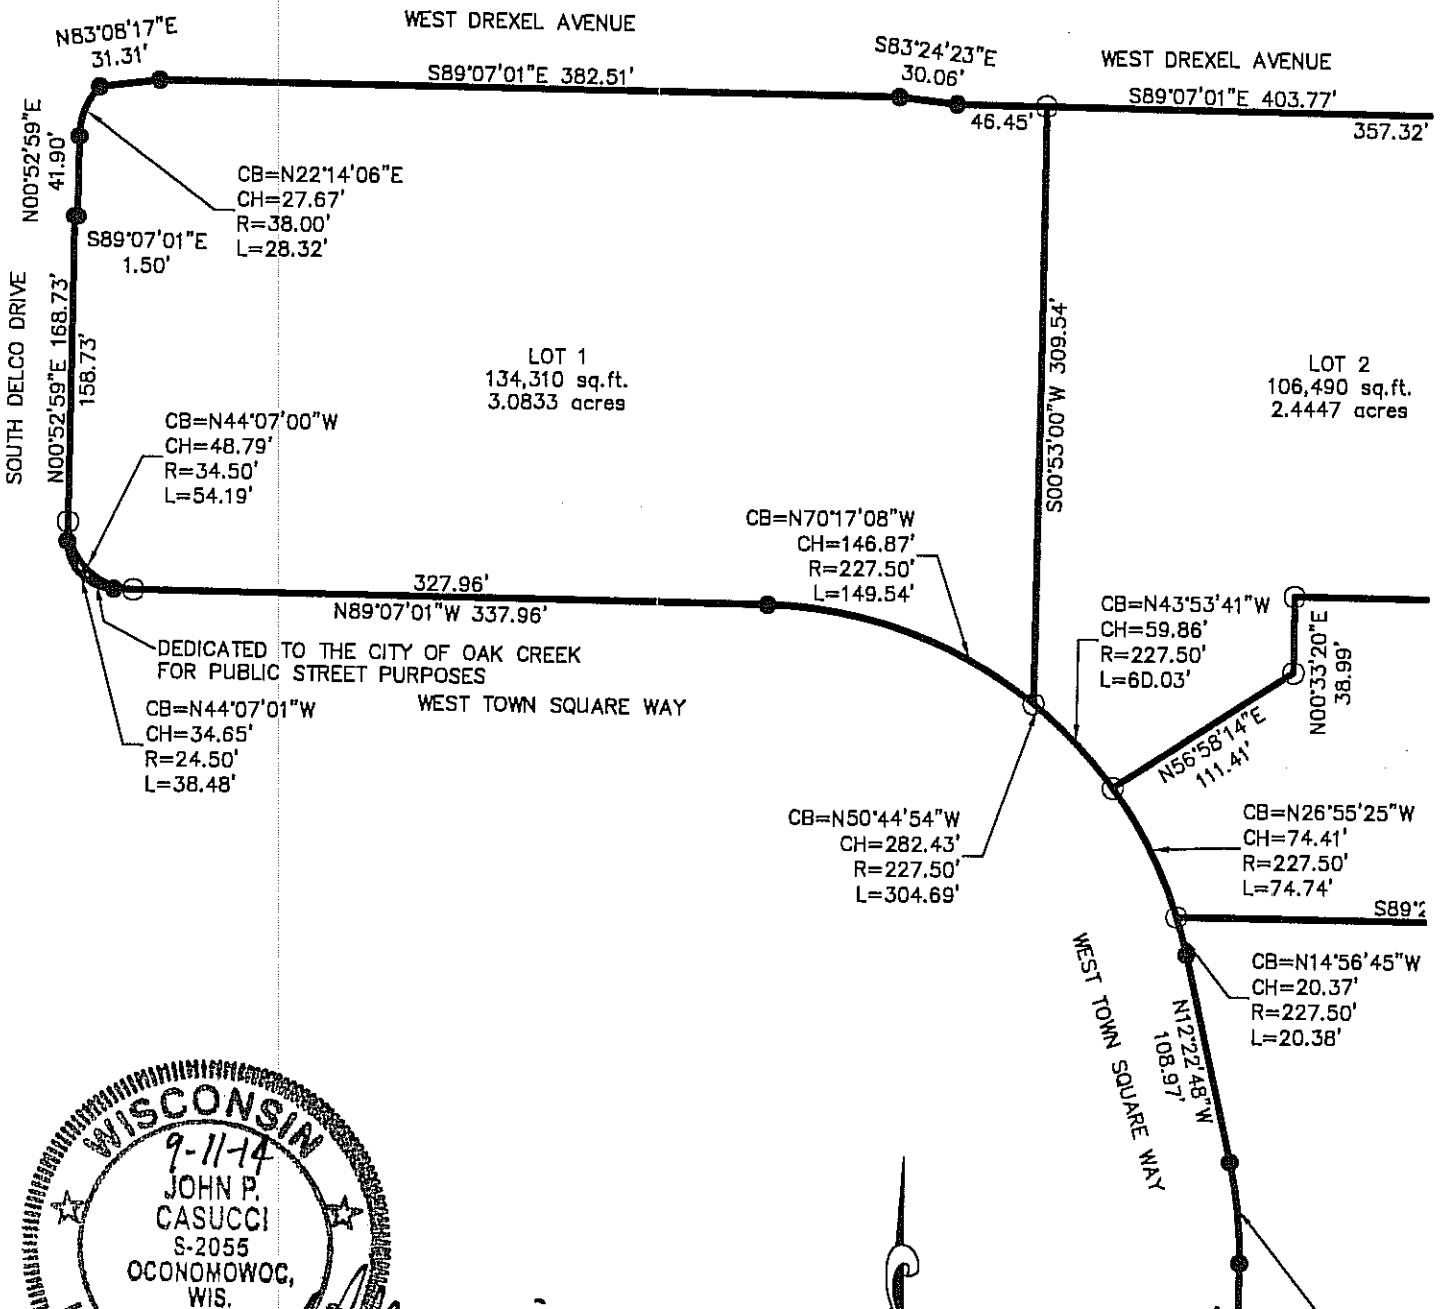 WEST DREXEL AVENUE
N83°08'17"E
31.31'
S89°07'01"E 382.51'
S83°24'23"E
30.06'
WEST DREXEL AVENUE
S89°07'01"E 403.77'
46.45'
357.32'
N00°52'59"E
41.90'
CB=N22°14'06"E
CH=27.67'
R=38.00'
L=28.32'
S89°07'01"E
1.50'
SOUTH DELCO DRIVE
N00°52'59"E 168.73'
158.73'
LOT 1
134,310 sq.ft.
3.0833 acres
S00°53'00"W 309.54'
LOT 2
106,490 sq.ft.
2.4447 acres
CB=N44°07'00"W
CH=48.79'
R=34.50'
L=54.19'
CB=N70°17'08"W
CH=146.87'
R=227.50'
L=149.54'
327.96'
N89°07'01"W 337.96'
CB=N43°53'41"W
CH=59.86'
R=227.50'
L=60.03'
N00°33'20"E
38.99'
DEDICATED TO THE CITY OF OAK CREEK
FOR PUBLIC STREET PURPOSES
WEST TOWN SQUARE WAY
CB=N44°07'01"W
CH=34.65'
R=24.50'
L=38.48'
N56°58'14"E
111.41'
CB=N50°44'54"W
CH=282.43'
R=227.50'
L=304.69'
CB=N26°55'25"W
CH=74.41'
R=227.50'
L=74.74'
S89°2
CB=N14°56'45"W
CH=20.37'
R=227.50'
L=20.38'
WEST TOWN SQUARE WAY
N12°22'48"W
108.97'
WISCONSIN
9-11-14
JOHN P.
CASUCCI
S-2055
OCONOMOWOC,
WIS.